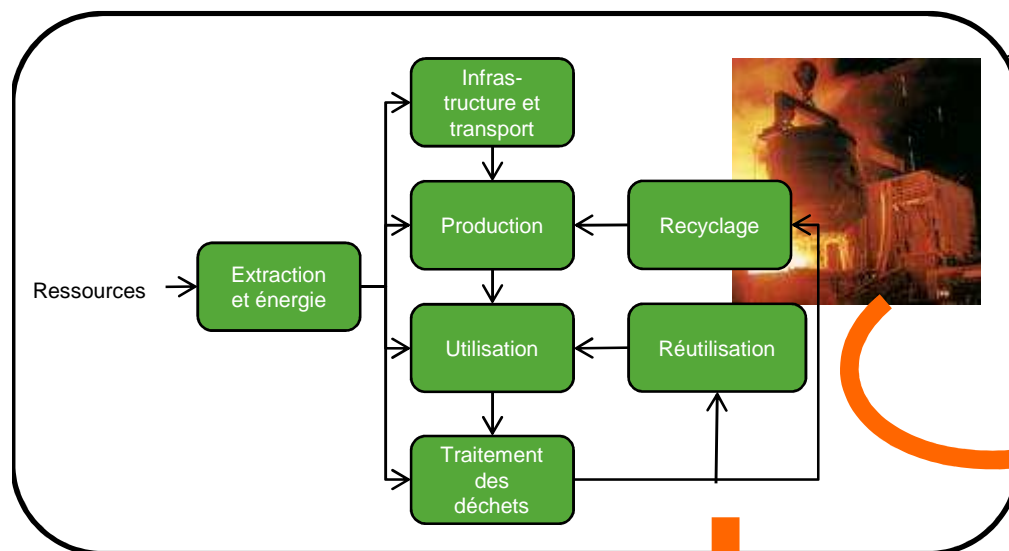 Infras-
tructure et
transport
Production
Recyclage
Ressources
Extraction
et énergie
Utilisation
Réutilisation
Traitement
des
déchets